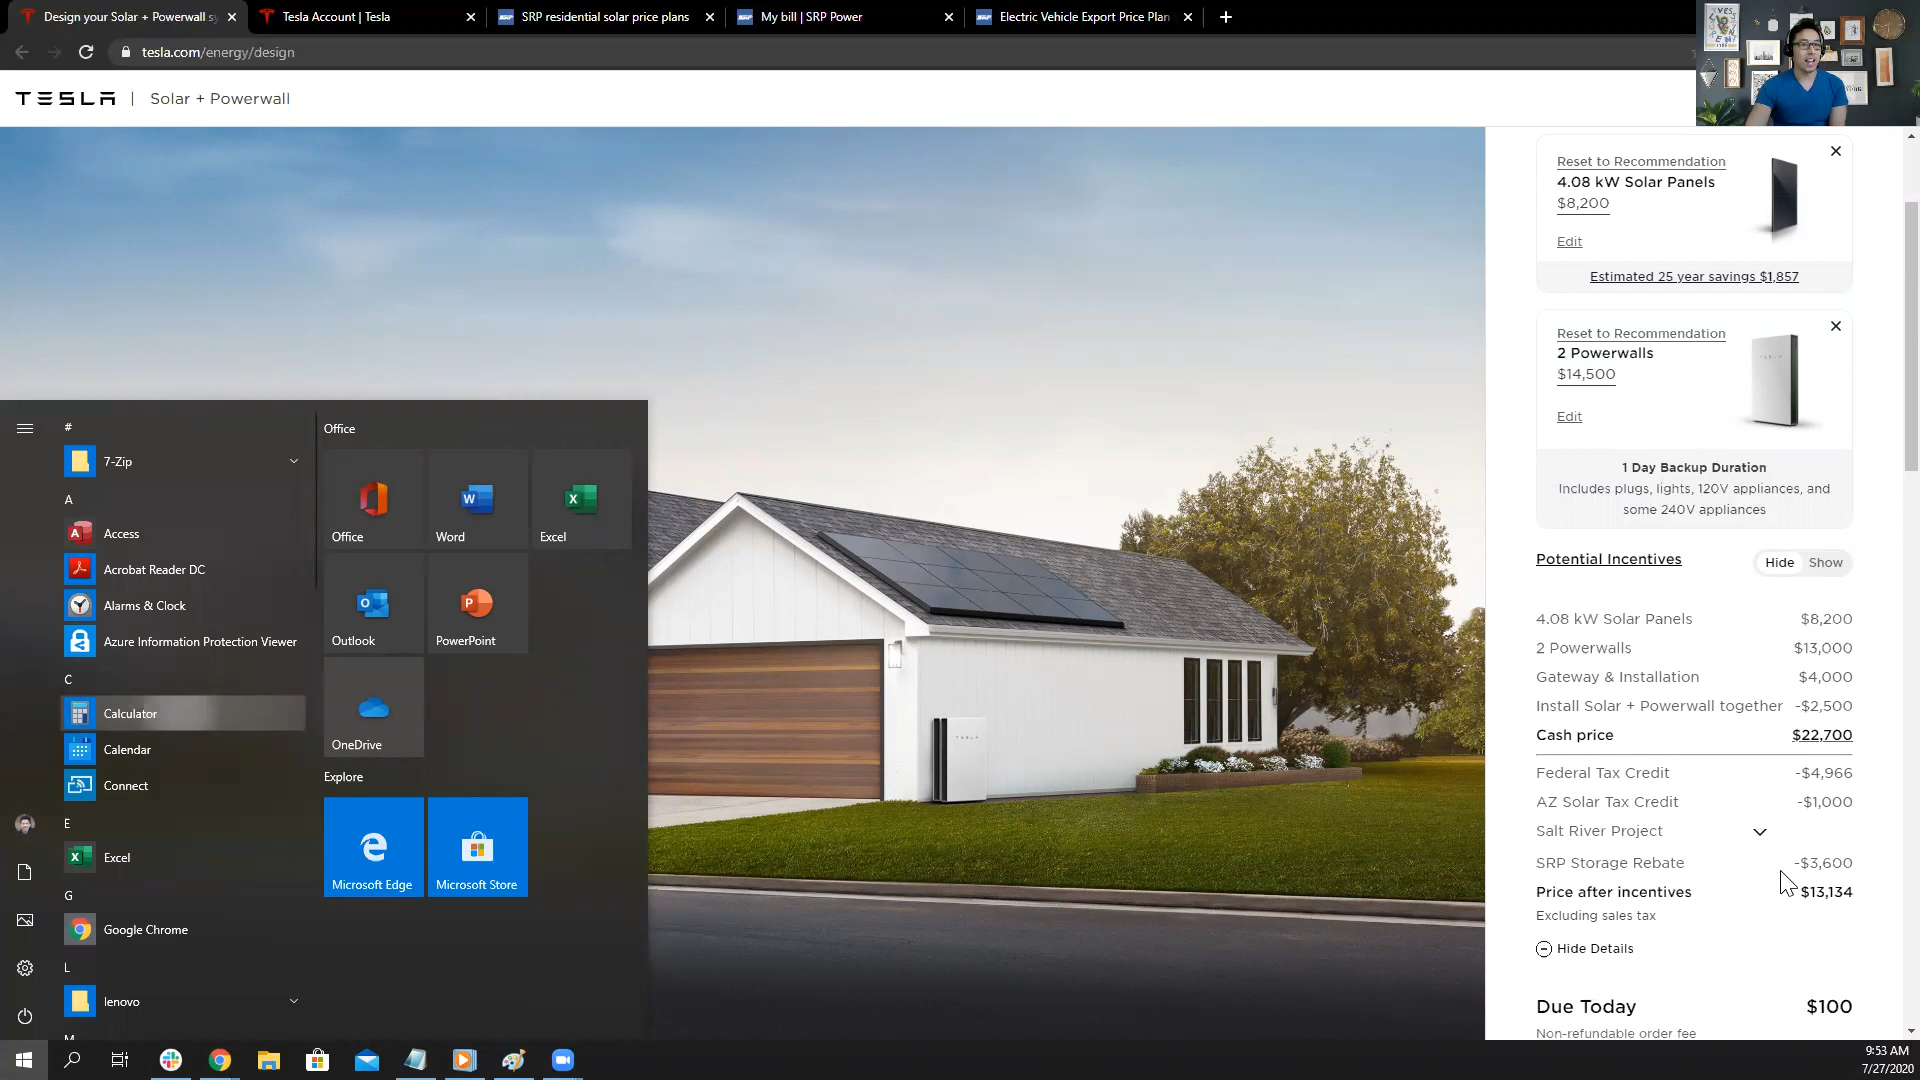 Design your Solar + Powerwall sy
Tesla Account | Tesla
SRP residential solar price plans
My bill | SRP Power
Electric Vehicle Export Price Plan
tesla.com/energy/design
TESLA | Solar + Powerwall
Reset to Recommendation
4.08 kW Solar Panels
$8,200
Edit
Estimated 25 year savings $1,857
Reset to Recommendation
2 Powerwalls
$14,500
Edit
1 Day Backup Duration
Includes plugs, lights, 120V appliances, and
some 240V appliances
Potential Incentives
Hide Show
4.08 kW Solar Panels $8,200
2 Powerwalls $13,000
Gateway & Installation $4,000
Install Solar + Powerwall together -$2,500
Cash price $22,700
Federal Tax Credit -$4,966
AZ Solar Tax Credit -$1,000
Salt River Project
SRP Storage Rebate -$3,600
Price after incentives $13,134
Excluding sales tax
Hide Details
Due Today $100
Non-refundable order fee
#
7-Zip
A
Access
Acrobat Reader DC
Alarms & Clock
Azure Information Protection Viewer
C
Calculator
Calendar
Connect
E
Excel
G
Google Chrome
L
lenovo
M
Office
Office
Word
Excel
Outlook
PowerPoint
OneDrive
Explore
Microsoft Edge
Microsoft Store
TESLA
9:53 AM
7/27/2020